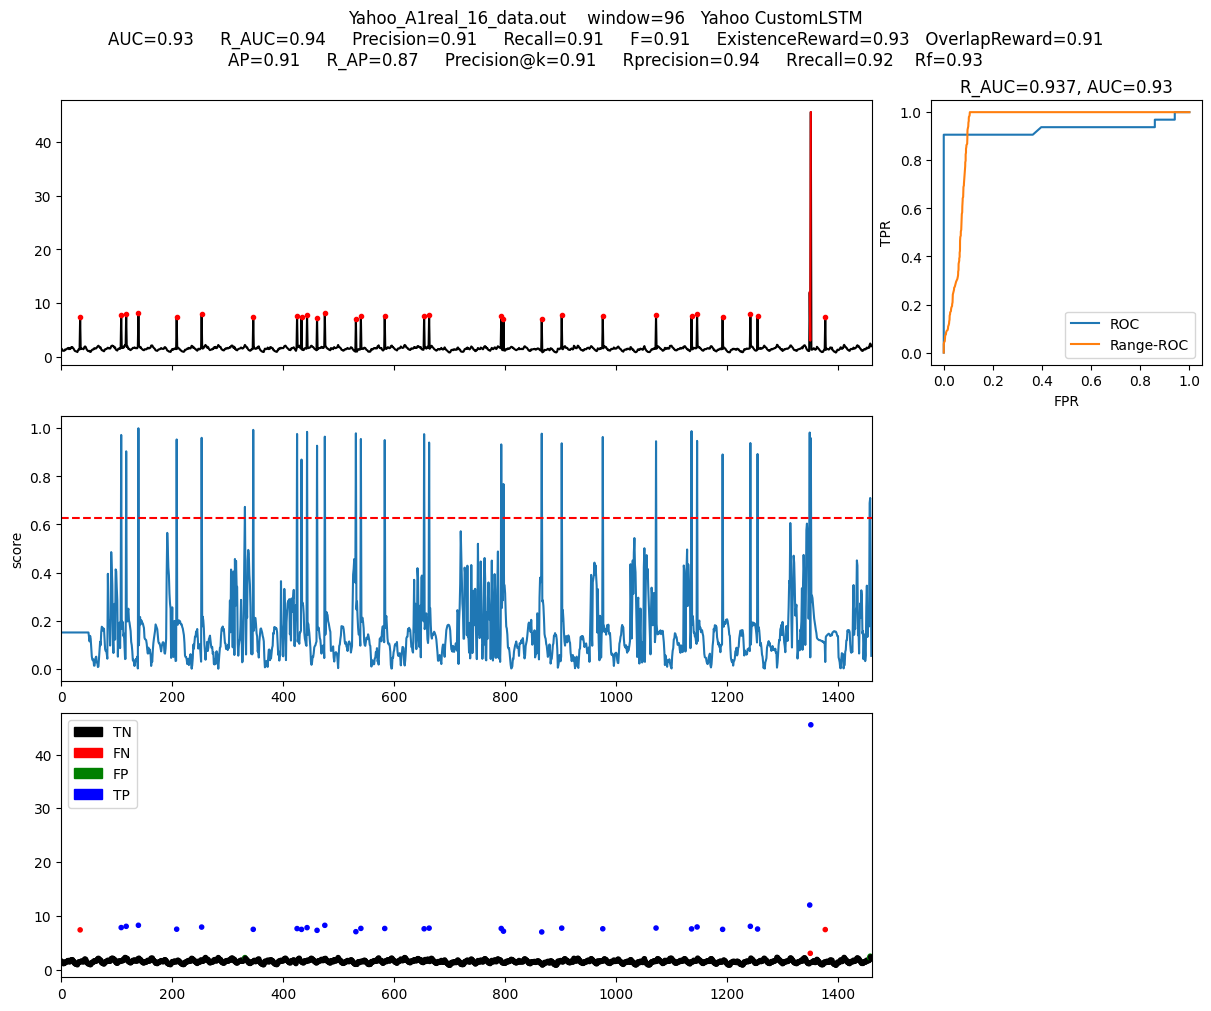 Yahoo_A1real_16_data.out window=96 Yahoo CustomLSTM
AUC=0.93 R_AUC=0.94 Precision=0.91 Recall=0.91 F=0.91 ExistenceReward=0.93 OverlapReward=0.91
AP=0.91 R_AP=0.87 Precision@k=0.91 Rprecision=0.94 Rrecall=0.92 Rf=0.93
40
30
20
10
0
R_AUC=0.937, AUC=0.93
1.0
0.8
0.6
0.4
0.2
0.0
TPR
ROC
Range-ROC
0.0 0.2 0.4 0.6 0.8 1.0
FPR
1.0
0.8
0.6
0.4
0.2
0.0
score
0 200 400 600 800 1000 1200 1400
TN
FN
FP
TP
40
30
20
10
0
0 200 400 600 800 1000 1200 1400